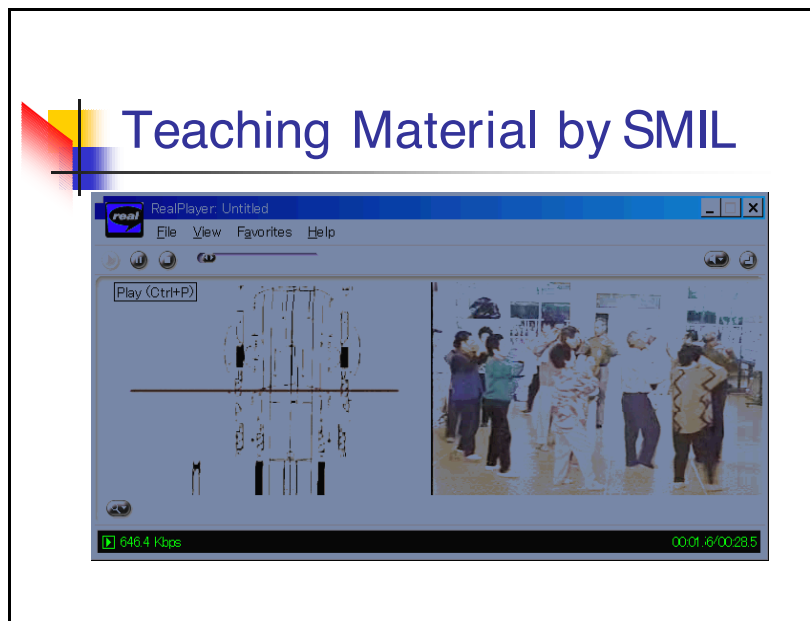 Teaching Material by SMIL
real
RealPlayer: Untitled
File View Favorites Help
Play (Ctrl+P)
646.4 Kbps